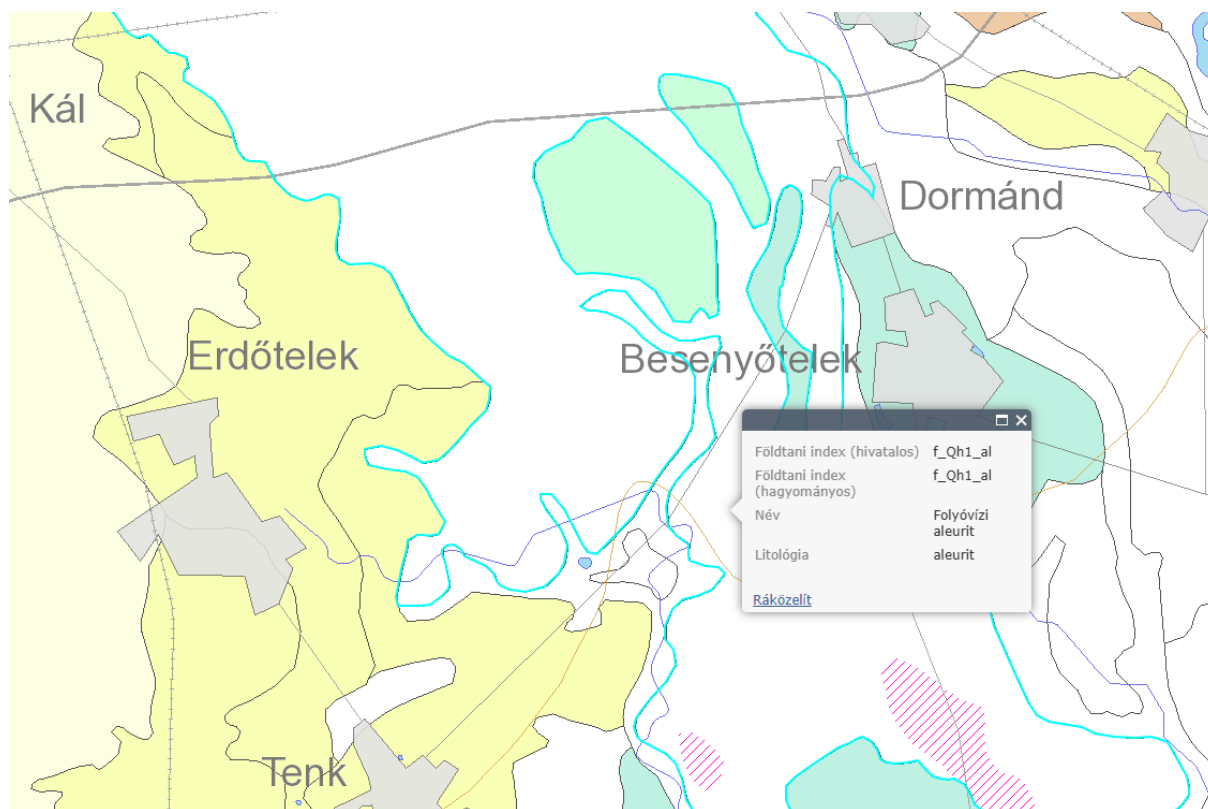 Kál
Dormánd
Erdőtelek
Besenyőtelek
Földtani index (hivatalos) f_Qh1_al
Földtani index (hagyományos) f_Qh1_al
Név Folyóvízi aleurit
Litológia aleurit
Ráközelít
Tenk